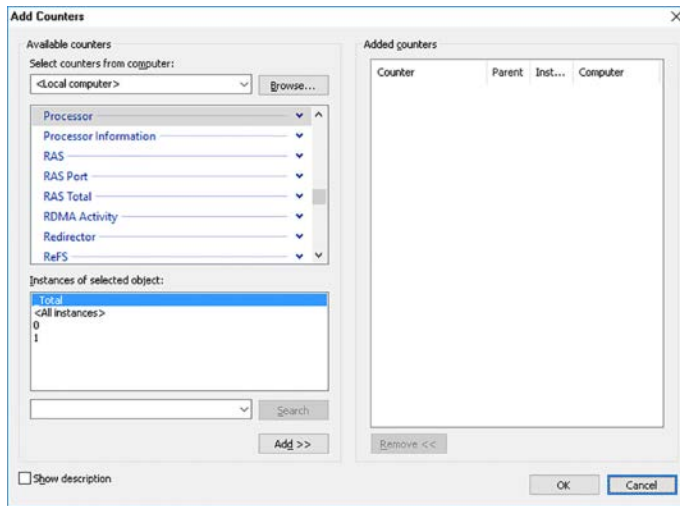 Add Counters
Available counters
Select counters from computer:
<Local computer>
Browse...
Processor
Processor Information
RAS
RAS Port
RAS Total
RDMA Activity
Redirector
ReFS
Instances of selected object:
_Total
<All instances>
0
1
Search
Add >>
Show description
Added counters
Counter Parent Inst... Computer
Remove <<
OK Cancel